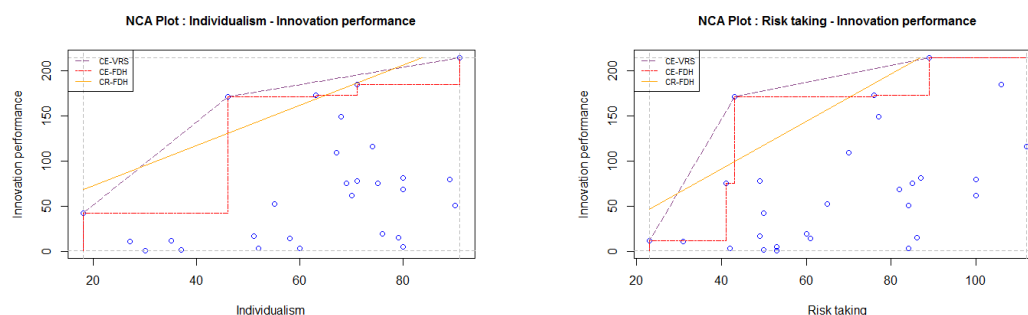 NCA Plot : Individualism - Innovation performance
CE-VRS
CE-FDH
CR-FDH
Innovation performance
0
50
100
150
200
20
40
60
80
Individualism
NCA Plot : Risk taking - Innovation performance
CE-VRS
CE-FDH
CR-FDH
Innovation performance
0
50
100
150
200
20
40
60
80
100
Risk taking